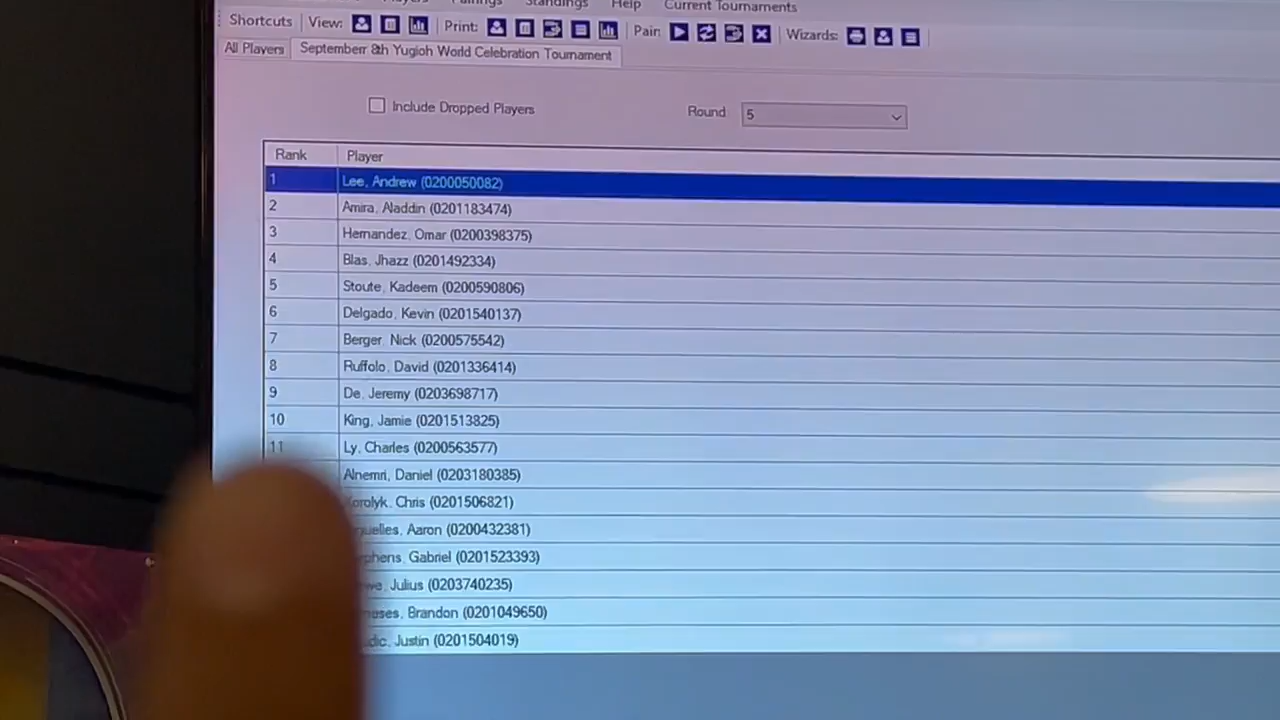 Standings Help Current Tournaments
Shortcuts View: Print: Pair: Wizards:
All Players Septemberr 8th Yugioh World Celebration Tournament
Include Dropped Players Round 5
Rank Player
1 Lee, Andrew (0200050082)
2 Amira, Aladdin (0201183474)
3 Hernandez, Omar (0200398375)
4 Blas, Jhazz (0201492334)
5 Stoute, Kadeem (0200590806)
6 Delgado, Kevin (0201540137)
7 Berger, Nick (0200575542)
8 Ruffolo, David (0201336414)
9 De, Jeremy (0203698717)
10 King, Jamie (0201513825)
11 Ly, Charles (0200563577)
Alnemri, Daniel (0203180385)
Chris (0201506821)
Aaron (0200432381)
Gabriel (0201523393)
Julius (0203740235)
Brandon (0201049650)
Justin (0201504019)